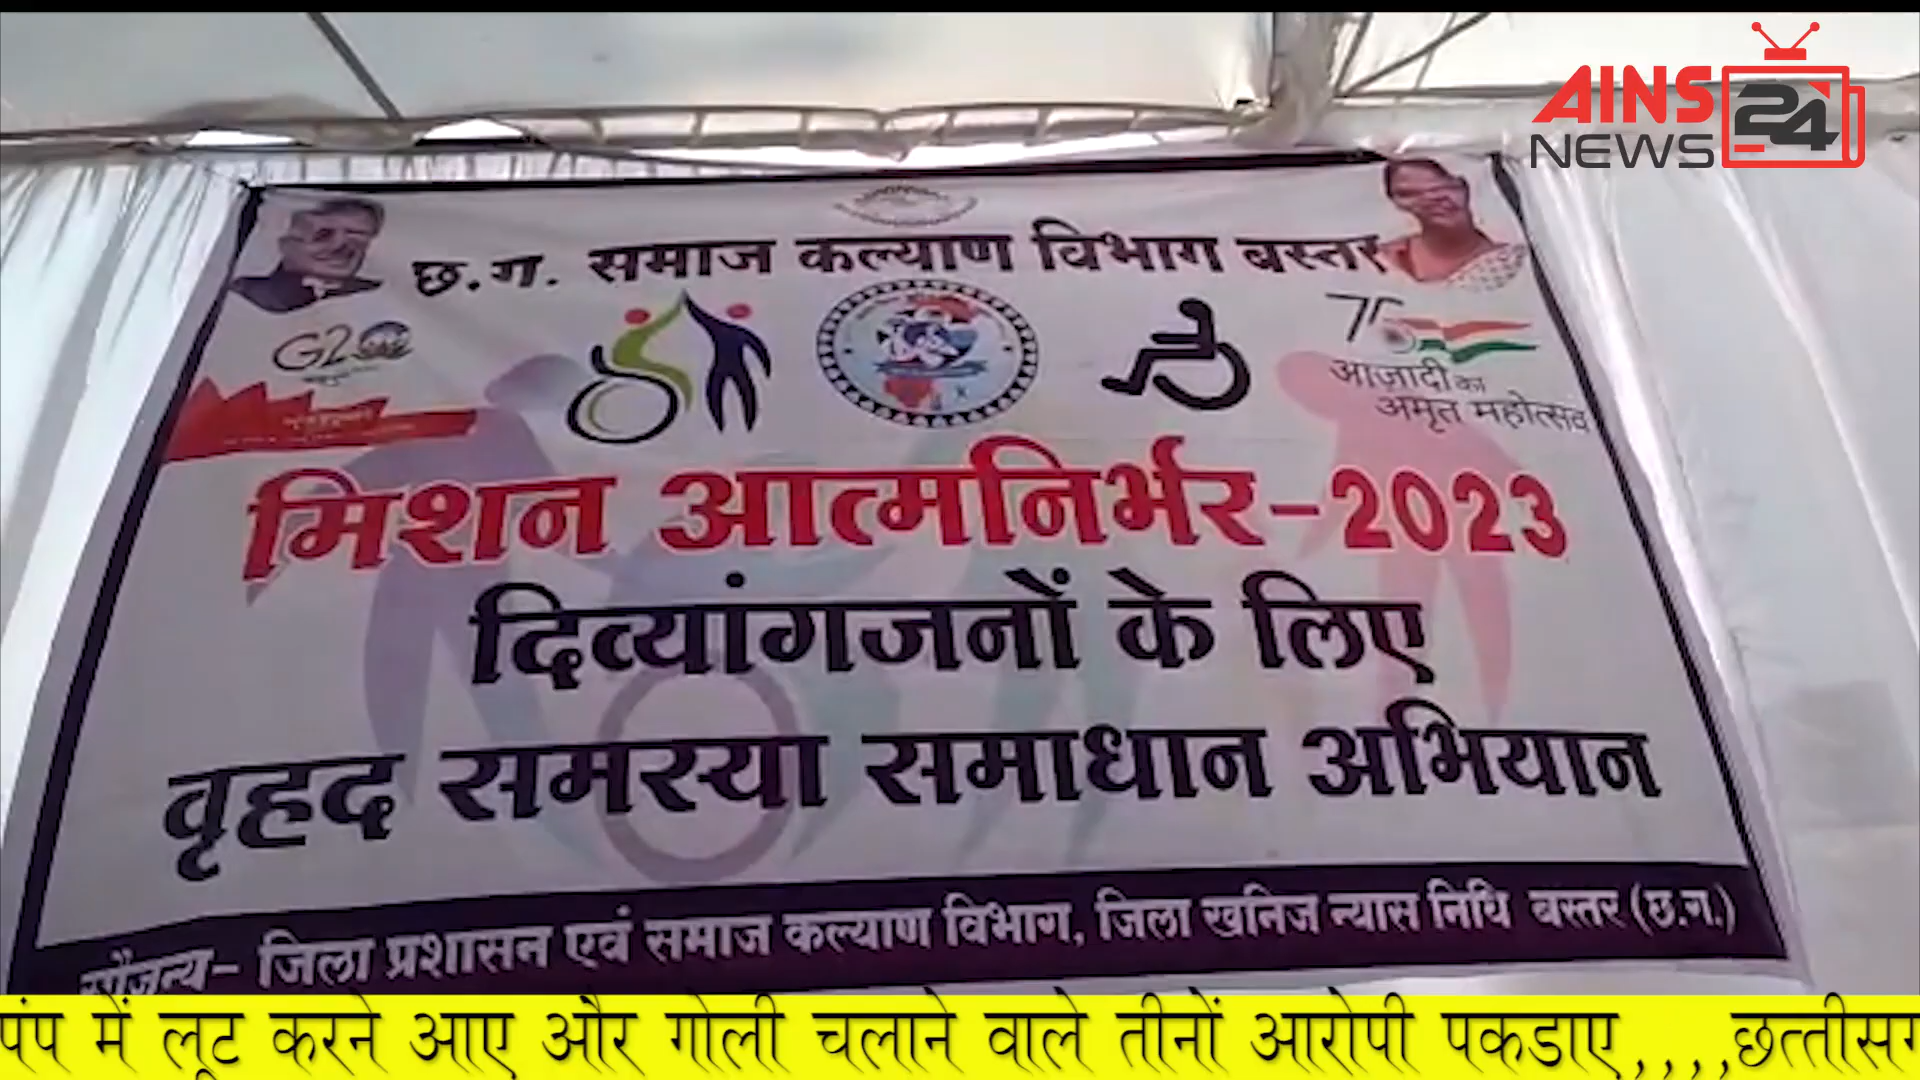 AINS
NEWS
24
छ.ग. समाज कल्याण विभाग बस्तर
G20
75
आज़ादी का
अमृत महोत्सव
मिशन आत्मनिर्भर-2023
दिव्यांगजनों के लिए
वृहद समस्या समाधान अभियान
सौजन्य- जिला प्रशासन एवं समाज कल्याण विभाग, जिला खनिज न्यास निधि बस्तर (छ.ग.)
पंप में लूट करने आए और गोली चलाने वाले तीनों आरोपी पकडाए,,,,छत्तीसग